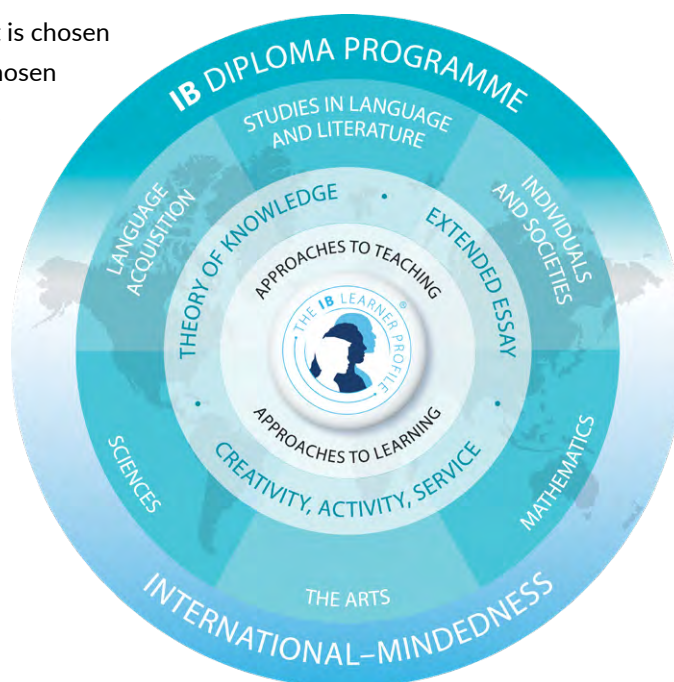 t is chosen
hosen
IB DIPLOMA PROGRAMME
STUDIES IN LANGUAGE
AND LITERATURE
LANGUAGE
ACQUISITION
INDIVIDUALS
AND SOCIETIES
THEORY OF KNOWLEDGE
•
EXTENDED ESSAY
•
APPROACHES TO TEACHING
THE IB LEARNER PROFILE
®
APPROACHES TO LEARNING
•
CREATIVITY, ACTIVITY, SERVICE
SCIENCES
MATHEMATICS
THE ARTS
INTERNATIONAL–MINDEDNESS